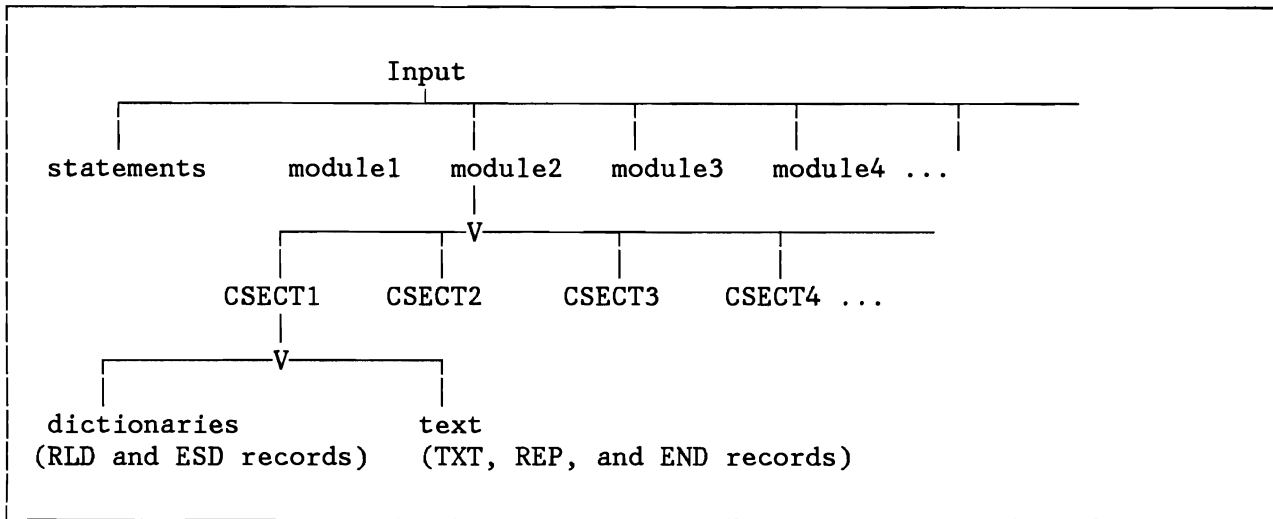 Input
statements module1 module2 module3 module4 ...
V
CSECT1 CSECT2 CSECT3 CSECT4 ...
V
dictionaries text
(RLD and ESD records) (TXT, REP, and END records)